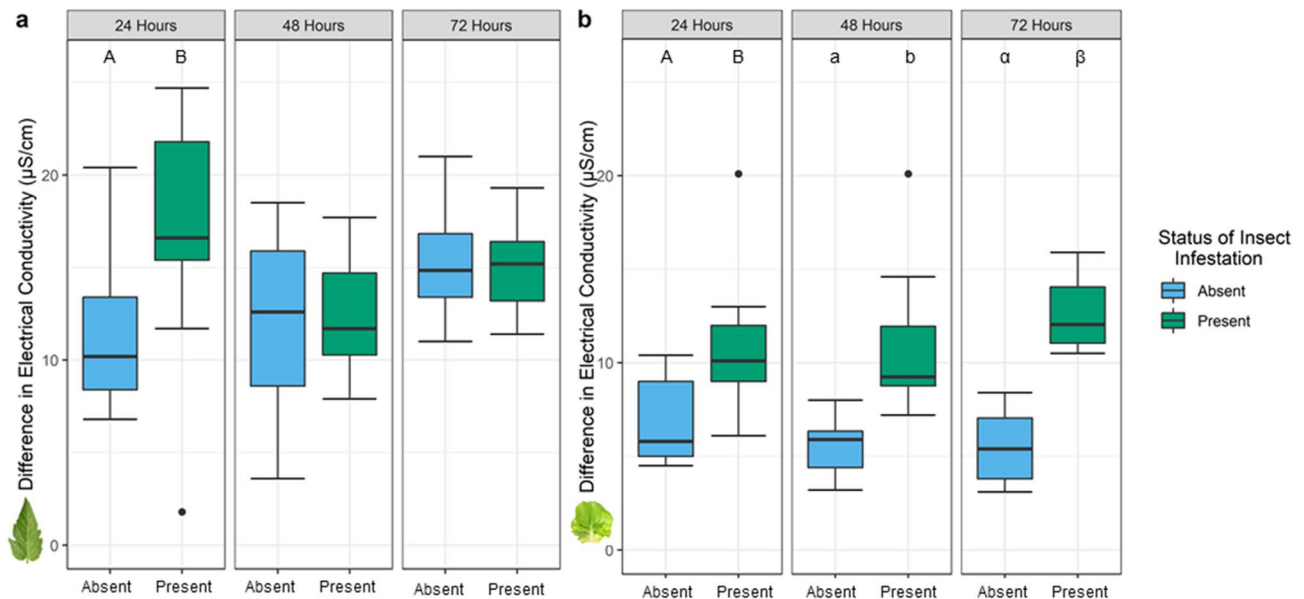 a
24 Hours
48 Hours
72 Hours
A
B
Difference in Electrical Conductivity (µS/cm)
20
10
0
Absent
Present
Absent
Present
Absent
Present
b
24 Hours
48 Hours
72 Hours
A
B
a
b
α
β
Difference in Electrical Conductivity (µS/cm)
20
10
0
Absent
Present
Absent
Present
Absent
Present
Status of Insect
Infestation
Absent
Present